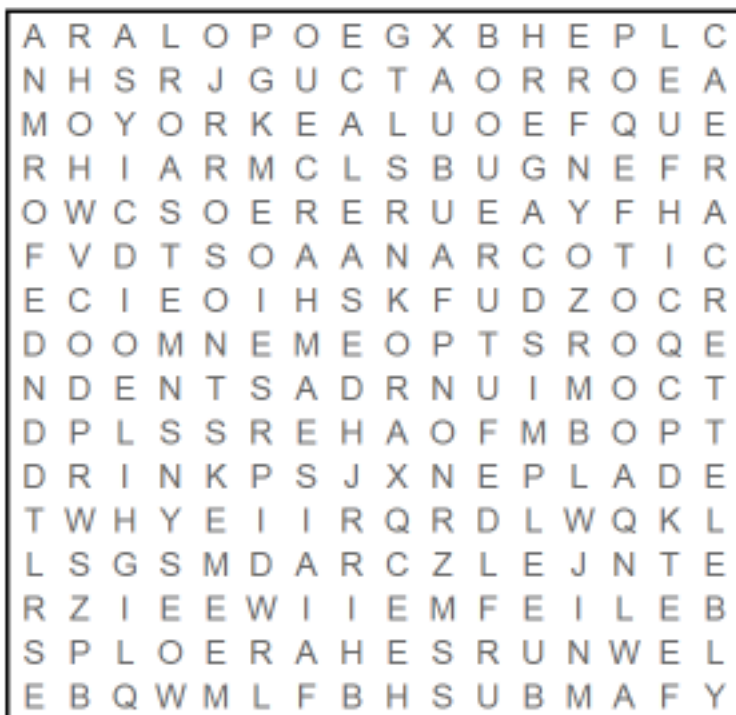 A R A L O P O E G X B H E P L C
N H S R J G U C T A O R R O E A
M O Y O R K E A L U O E F Q U E
R H I A R M C L S B U G N E F R
O W C S O E R E R U E A Y F H A
F V D T S O A A N A R C O T I C
E C I E O I H S K F U D Z O C R
D O O M N E M E O P T S R O Q E
N D E N T S A D R N U I M O C T
D P L S S R E H A O F M B O P T
D R I N K P S J X N E P L A D E
T W H Y E I I R Q R D L W Q K L
L S G S M D A R C Z L E J N T E
R Z I E E W I I E M F E I L E B
S P L O E R A H E S R U N W E L
E B Q W M L F B H S U B M A F Y